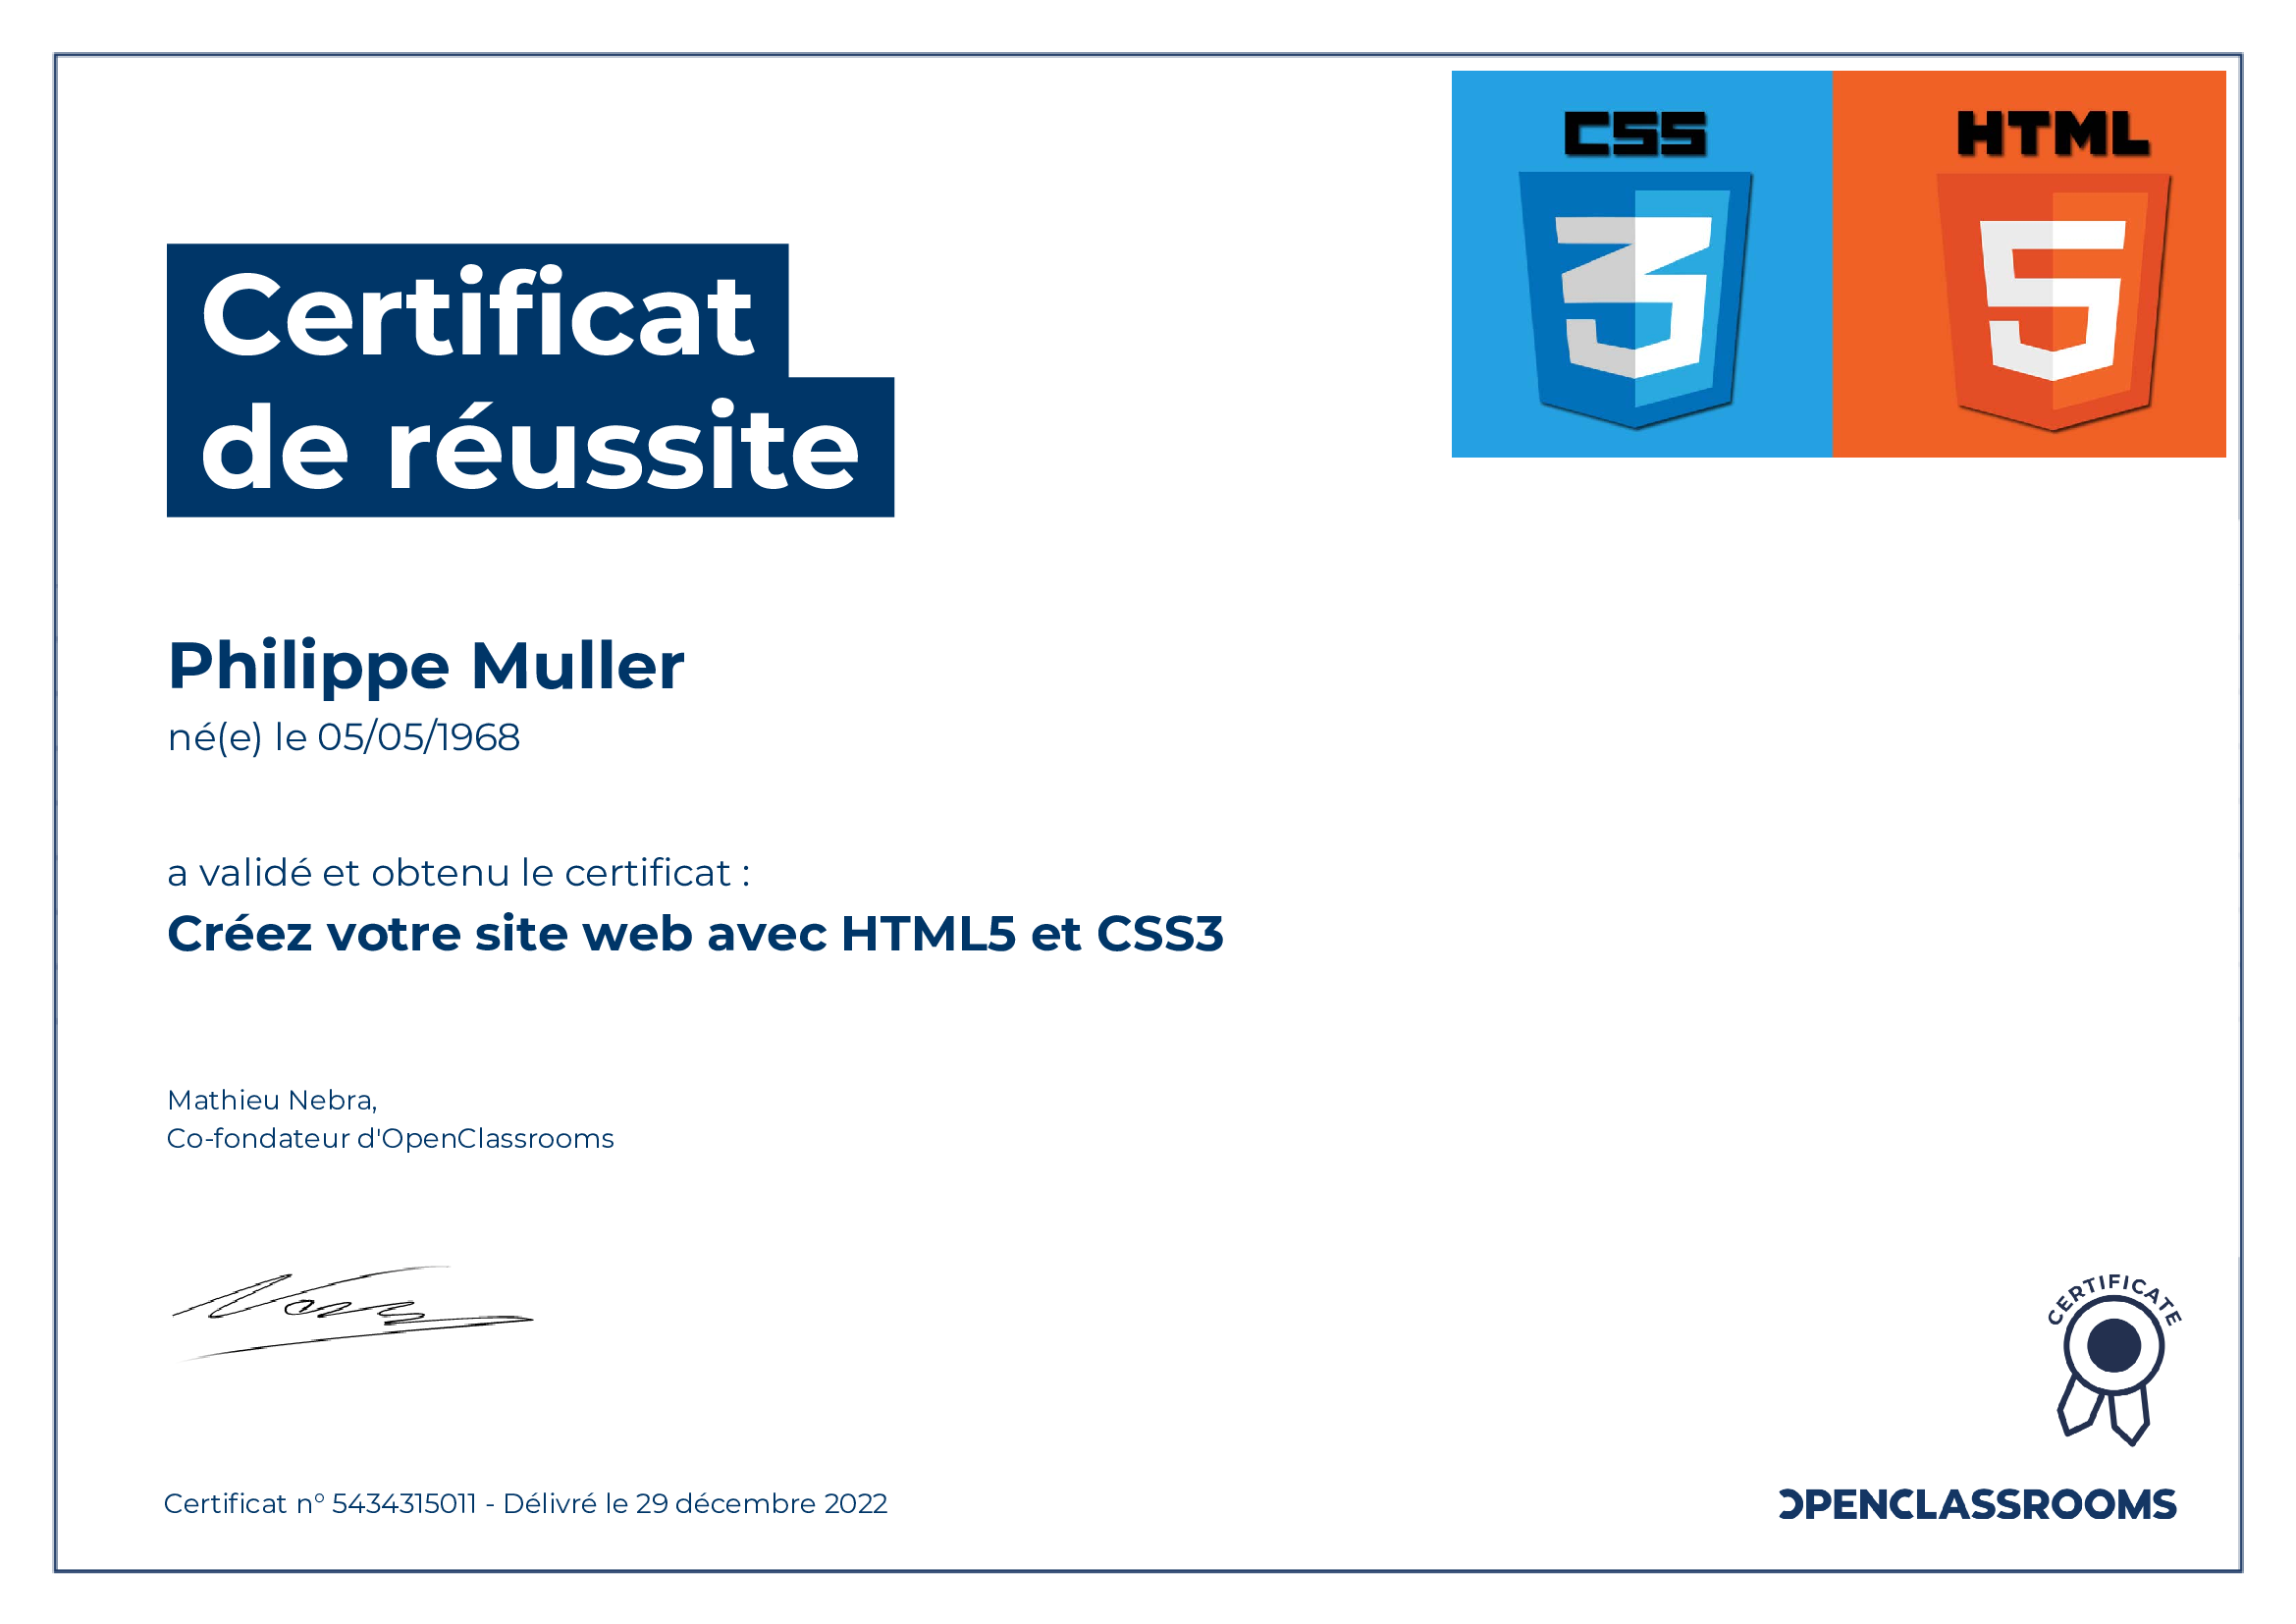 CSS
HTML
3
5
Certificat
de réussite
Philippe Muller
né(e) le 05/05/1968
a validé et obtenu le certificat :
Créez votre site web avec HTML5 et CSS3
Mathieu Nebra,
Co-fondateur d'OpenClassrooms
CERTIFICATE
Certificat n° 5434315011 - Délivré le 29 décembre 2022
OPENCLASSROOMS